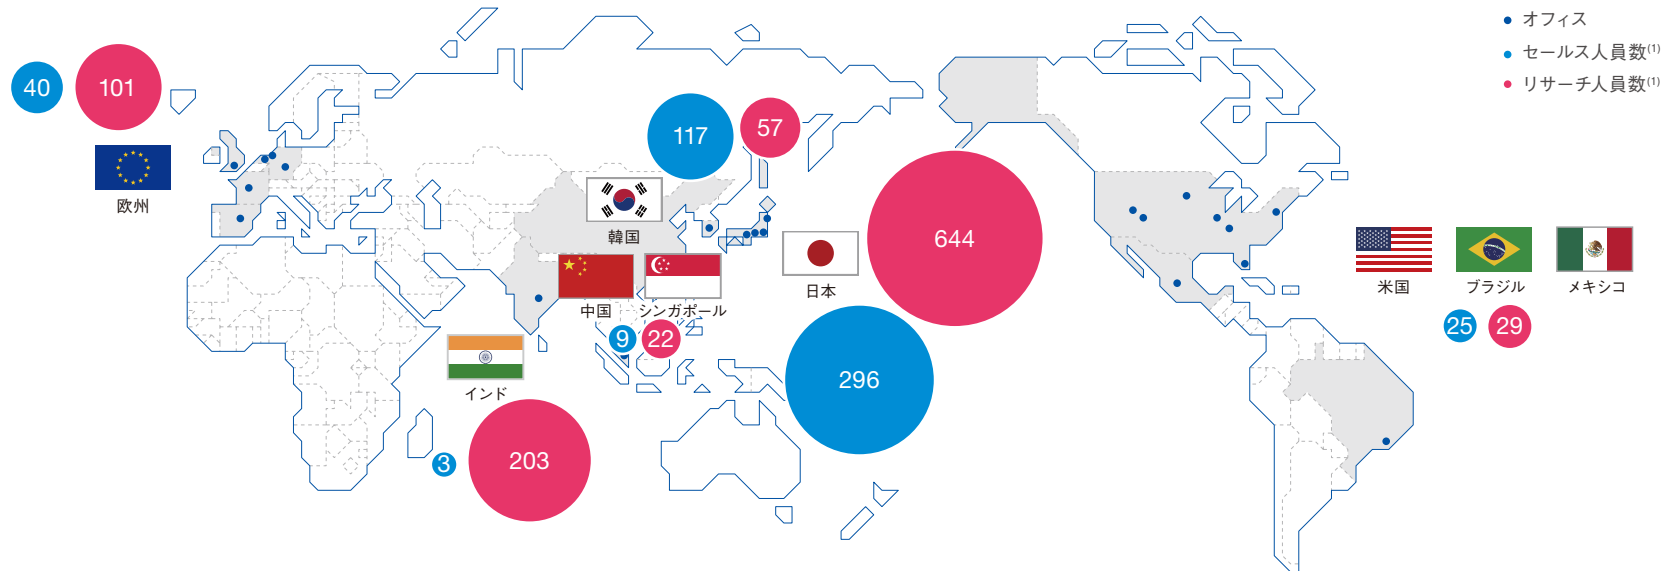 オフィス
セールス人員数(1)
リサーチ人員数(1)
40
101
欧州
117
57
韓国
中国
シンガポール
9
22
インド
3
203
日本
644
296
米国
ブラジル
メキシコ
25
29